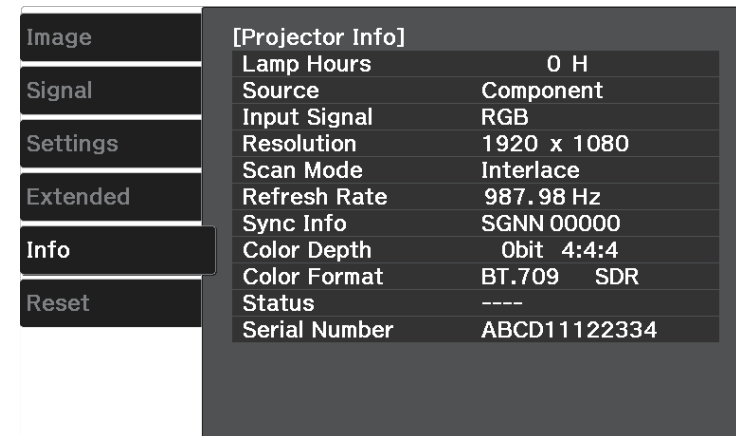 Image
Signal
Settings
Extended
Info
Reset
[Projector Info]
Lamp Hours 0 H
Source Component
Input Signal RGB
Resolution 1920 x 1080
Scan Mode Interlace
Refresh Rate 987.98 Hz
Sync Info SGNN 00000
Color Depth 0bit 4:4:4
Color Format BT.709 SDR
Status ----
Serial Number ABCD11122334